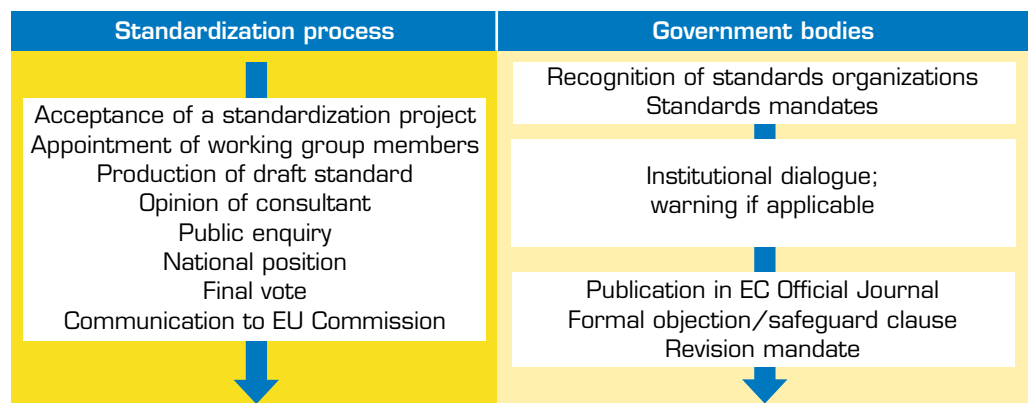 Standardization process
Acceptance of a standardization project
Appointment of working group members
Production of draft standard
Opinion of consultant
Public enquiry
National position
Final vote
Communication to EU Commission
Government bodies
Recognition of standards organizations
Standards mandates
Institutional dialogue;
warning if applicable
Publication in EC Official Journal
Formal objection/safeguard clause
Revision mandate